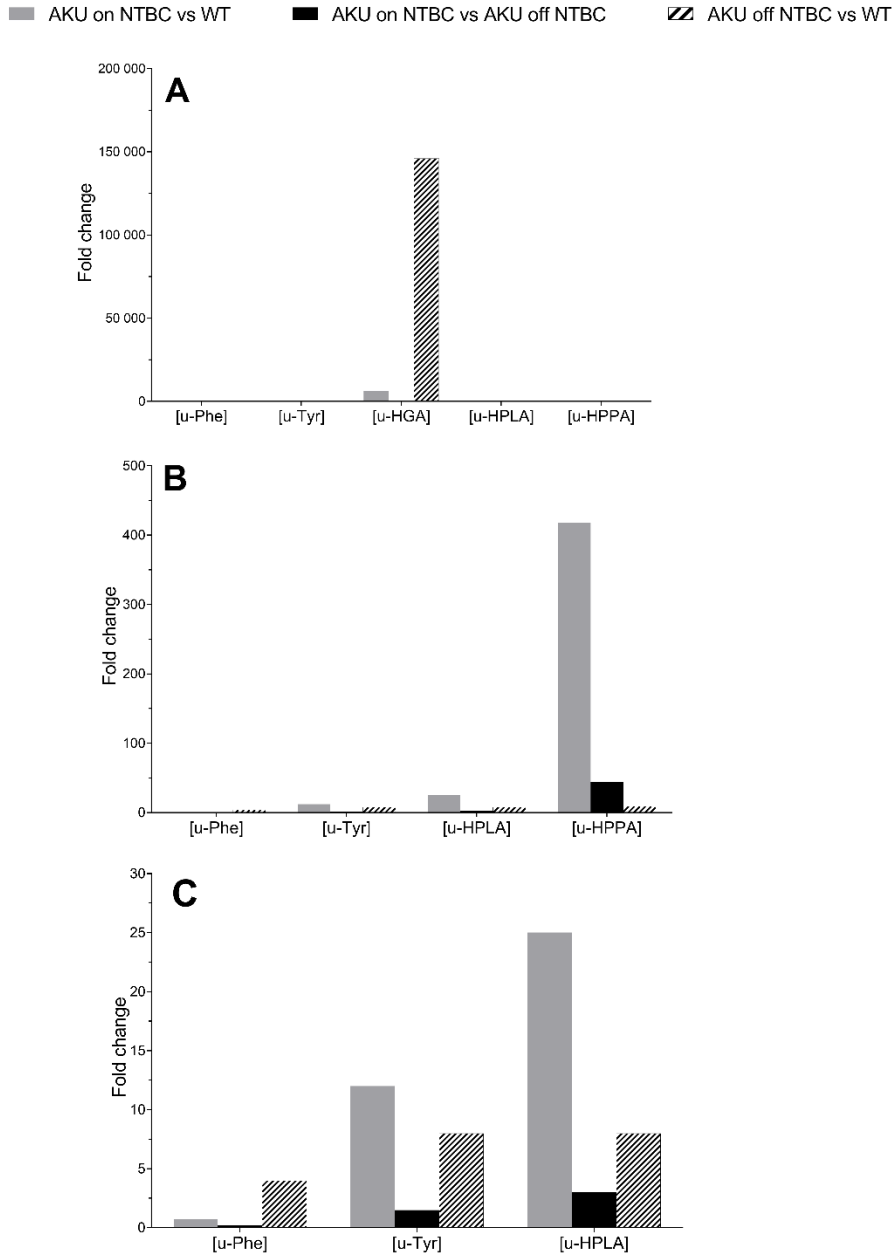 AKU on NTBC vs WT
AKU on NTBC vs AKU off NTBC
AKU off NTBC vs WT
A
Fold change
200 000
150 000
100 000
50 000
0
[u-Phe]
[u-Tyr]
[u-HGA]
[u-HPLA]
[u-HPPA]
B
Fold change
500
400
300
200
100
0
[u-Phe]
[u-Tyr]
[u-HPLA]
[u-HPPA]
C
Fold change
30
25
20
15
10
5
0
[u-Phe]
[u-Tyr]
[u-HPLA]